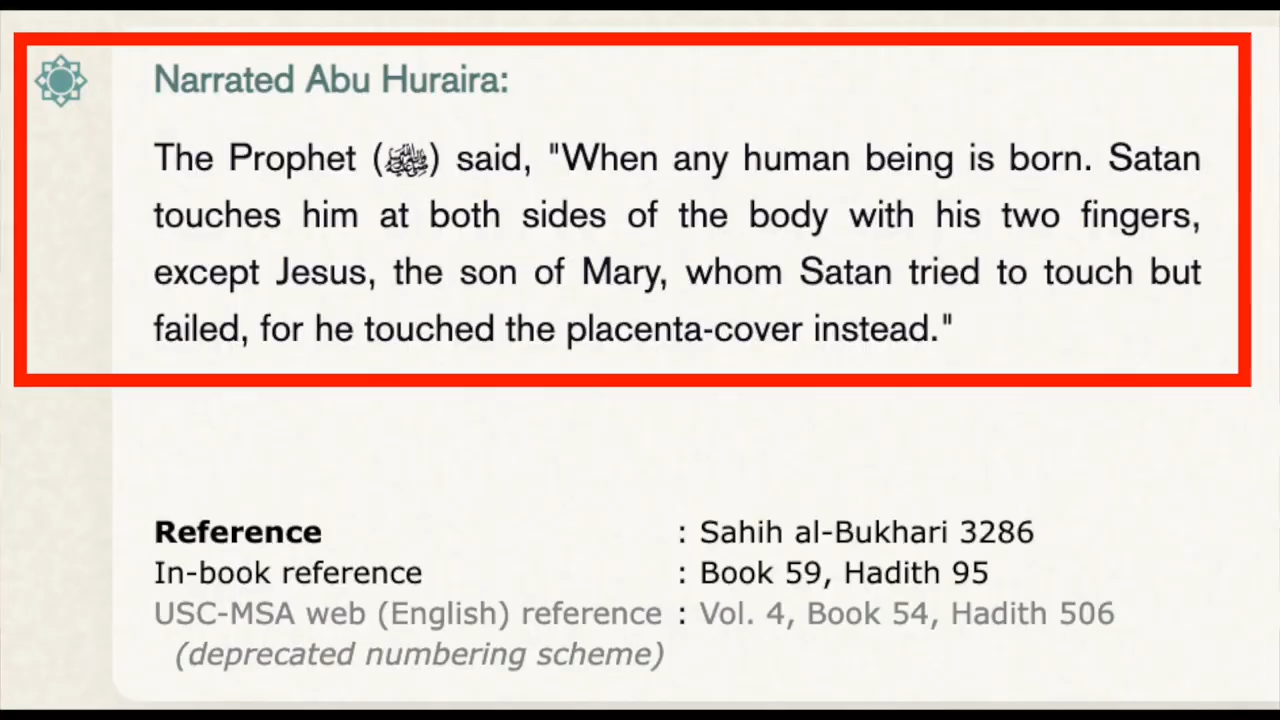 Narrated Abu Huraira:
The Prophet (ﷺ) said, "When any human being is born. Satan
touches him at both sides of the body with his two fingers,
except Jesus, the son of Mary, whom Satan tried to touch but
failed, for he touched the placenta-cover instead."
Reference : Sahih al-Bukhari 3286
In-book reference : Book 59, Hadith 95
USC-MSA web (English) reference : Vol. 4, Book 54, Hadith 506
(deprecated numbering scheme)